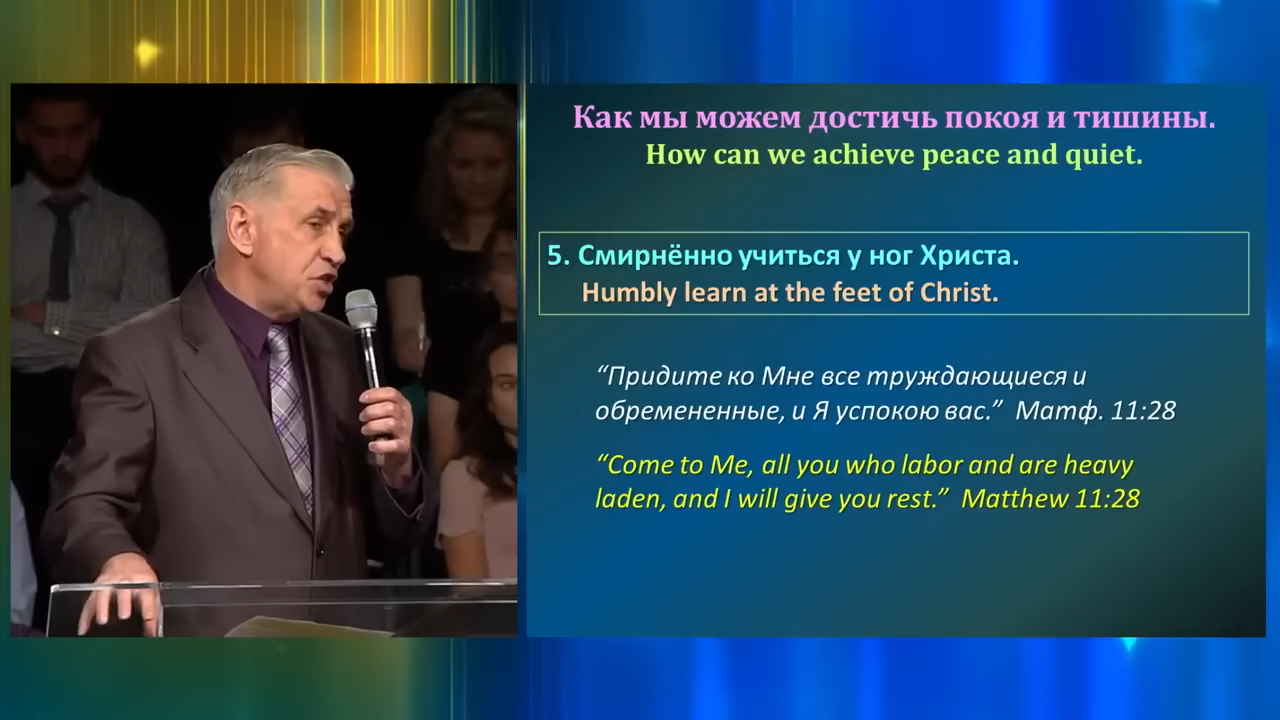 Как мы можем достичь покоя и тишины.
How can we achieve peace and quiet.
5. Смирнённо учиться у ног Христа.
Humbly learn at the feet of Christ.
“Придите ко Мне все труждающиеся и
обремененные, и Я успокою вас.” Матф. 11:28
“Come to Me, all you who labor and are heavy
laden, and I will give you rest.” Matthew 11:28